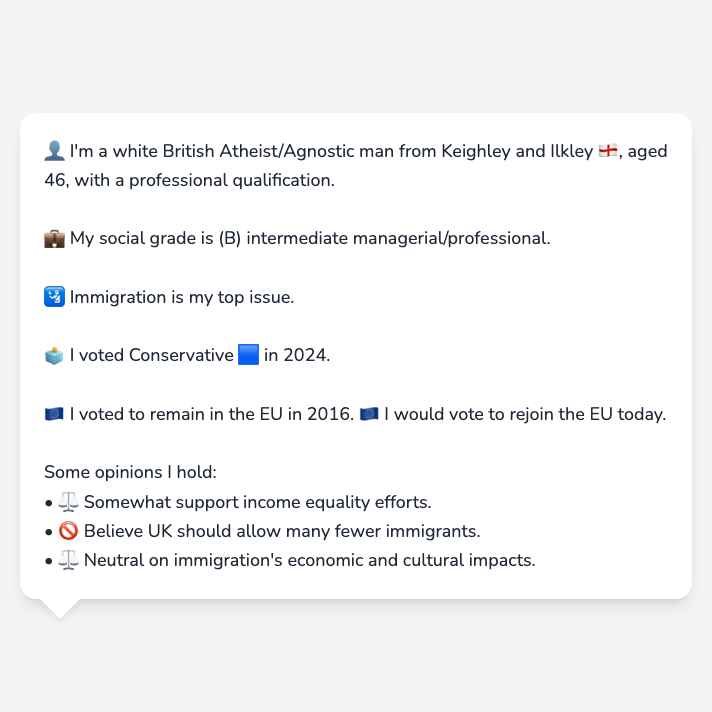 👤 I'm a white British Atheist/Agnostic man from Keighley and Ilkley 🏴󠁧󠁢󠁥󠁮󠁧󠁿, aged
46, with a professional qualification.
💼 My social grade is (B) intermediate managerial/professional.
🛂 Immigration is my top issue.
🗳️ I voted Conservative 🟦 in 2024.
🇪🇺 I voted to remain in the EU in 2016. 🇪🇺 I would vote to rejoin the EU today.
Some opinions I hold:
• ⚖️ Somewhat support income equality efforts.
• 🚫 Believe UK should allow many fewer immigrants.
• ⚖️ Neutral on immigration's economic and cultural impacts.